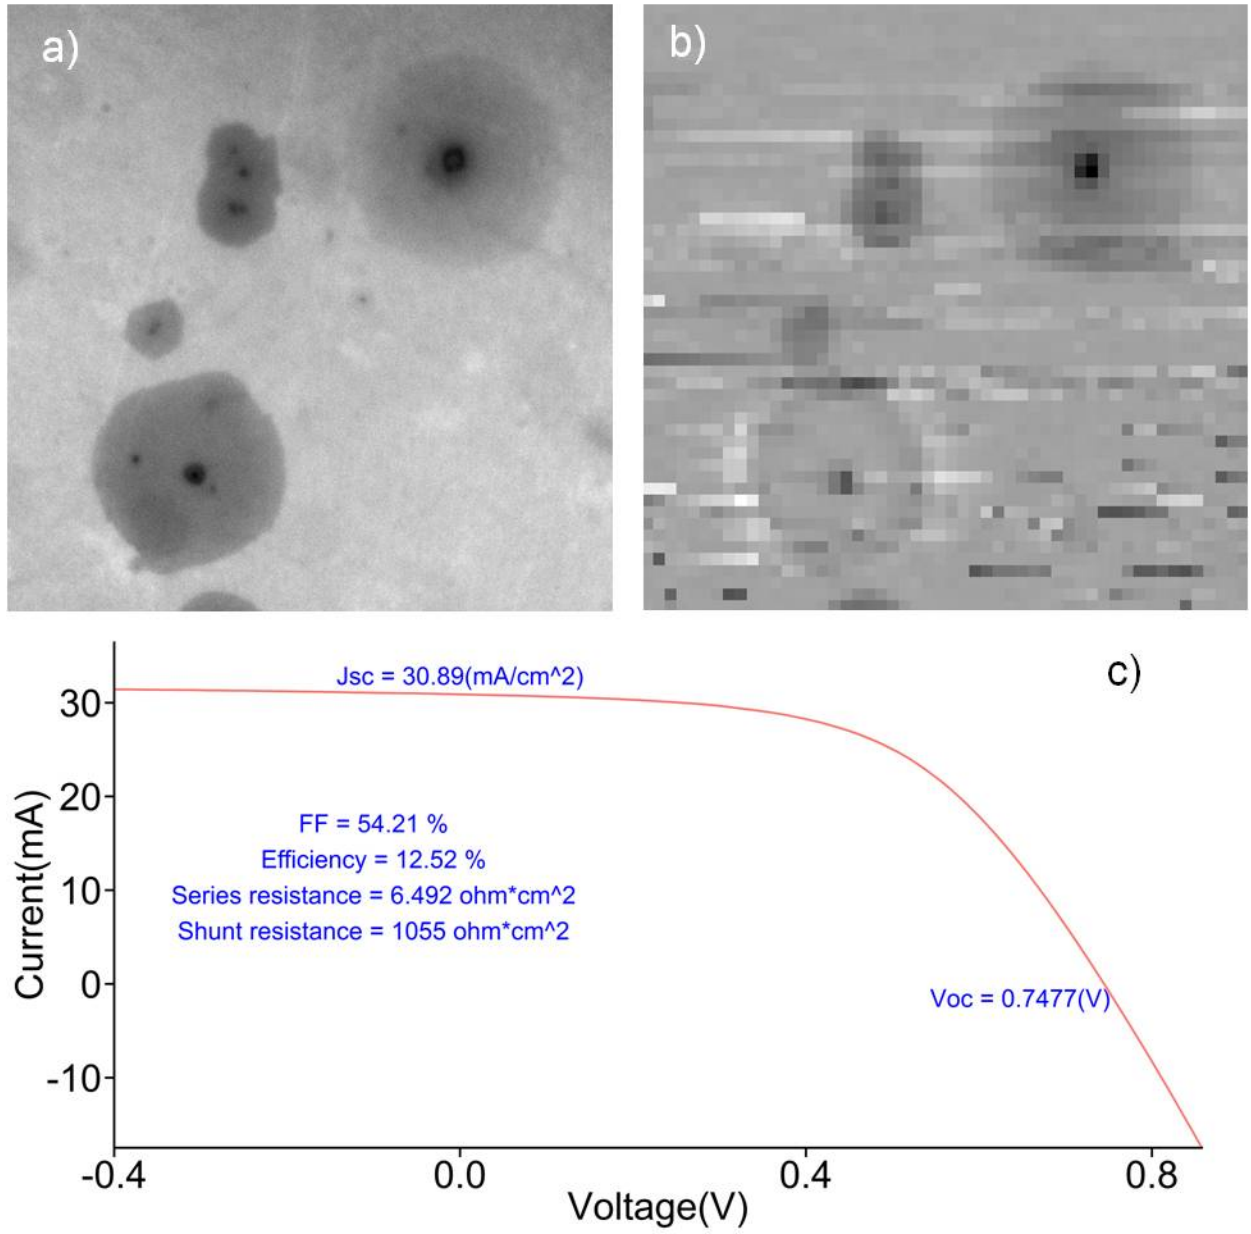 a)
b)
c)
Jsc = 30.89(mA/cm^2)
30
20
10
0
-10
Current(mA)
FF = 54.21 %
Efficiency = 12.52 %
Series resistance = 6.492 ohm*cm^2
Shunt resistance = 1055 ohm*cm^2
Voc = 0.7477(V)
-0.4
0.0
0.4
0.8
Voltage(V)